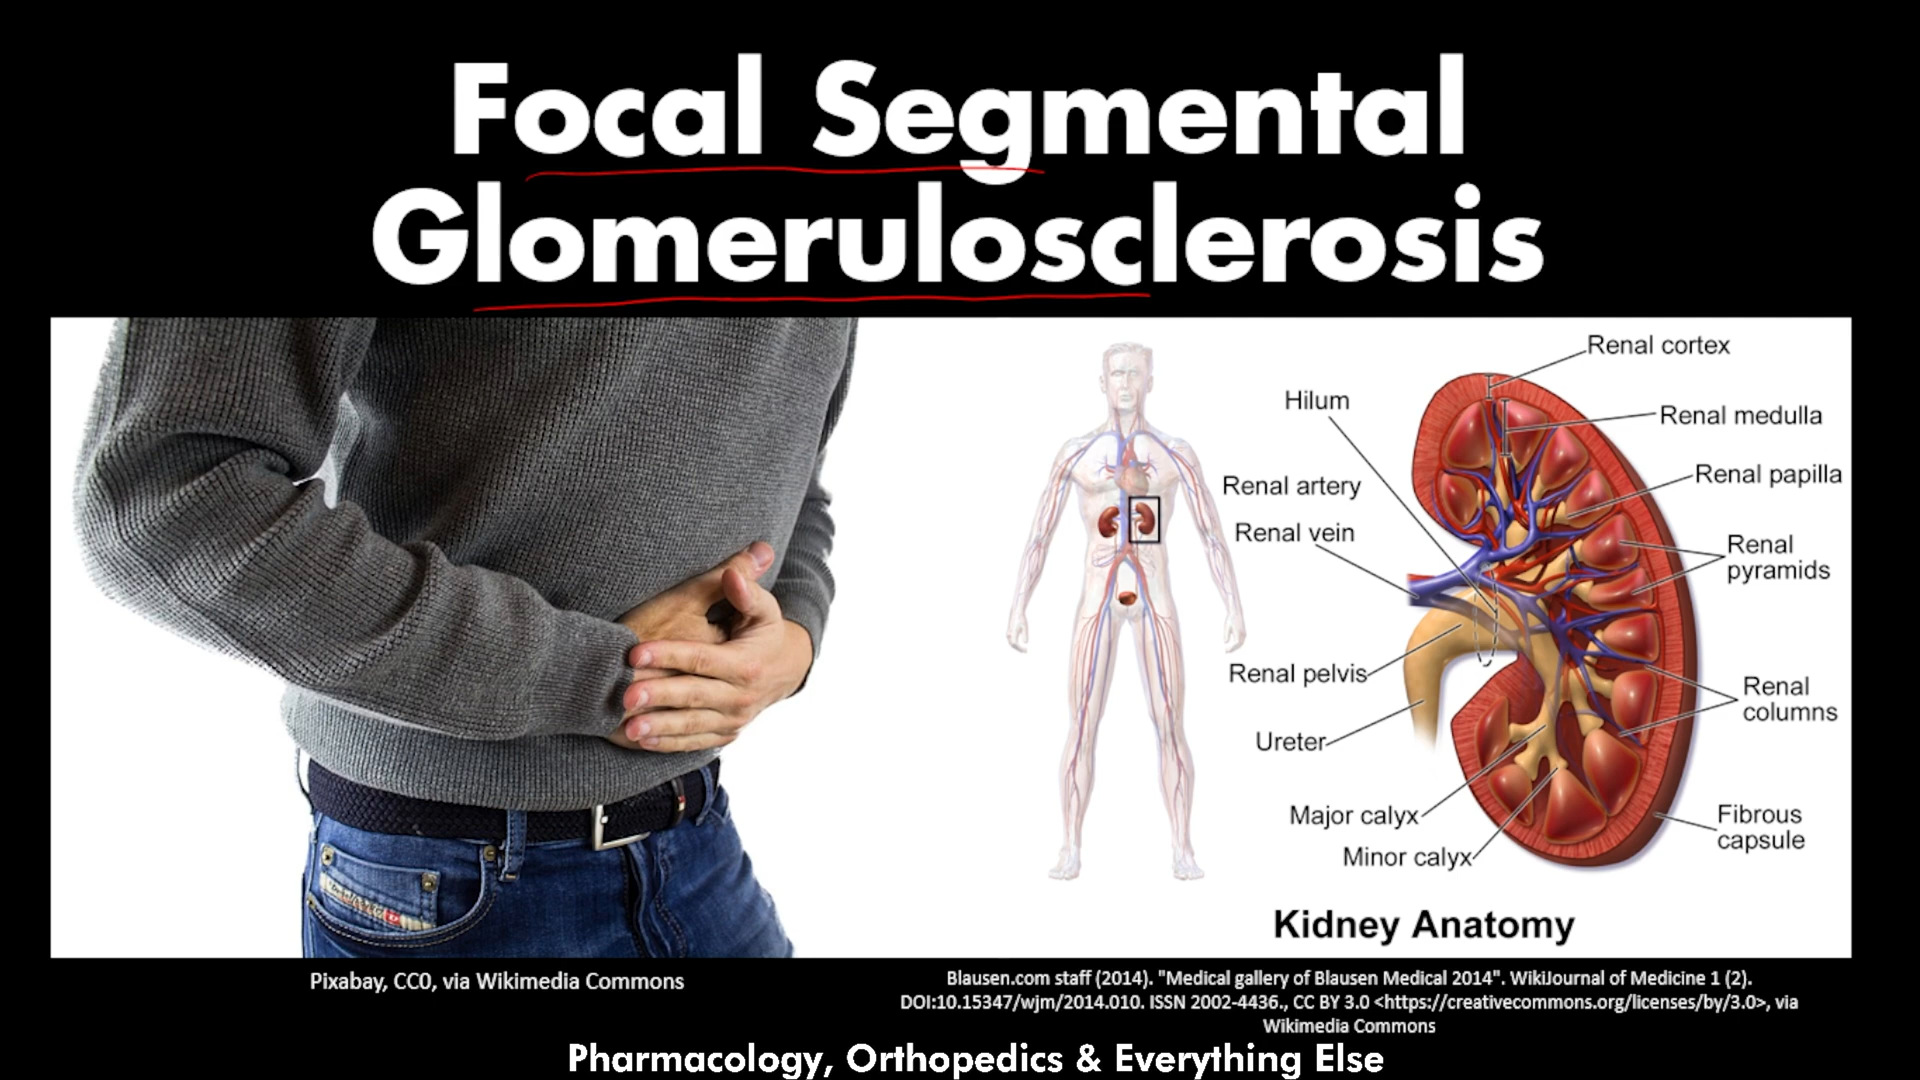 Focal Segmental
Glomerulosclerosis
Renal cortex
Hilum
Renal medulla
Renal papilla
Renal artery
Renal vein
Renal
pyramids
Renal pelvis
Renal
columns
Ureter
Major calyx
Fibrous
capsule
Minor calyx
Kidney Anatomy
Pixabay, CC0, via Wikimedia Commons
Blausen.com staff (2014). "Medical gallery of Blausen Medical 2014". WikiJournal of Medicine 1 (2).
DOI:10.15347/wjm/2014.010. ISSN 2002-4436., CC BY 3.0 <https://creativecommons.org/licenses/by/3.0>, via
Wikimedia Commons
Pharmacology, Orthopedics & Everything Else